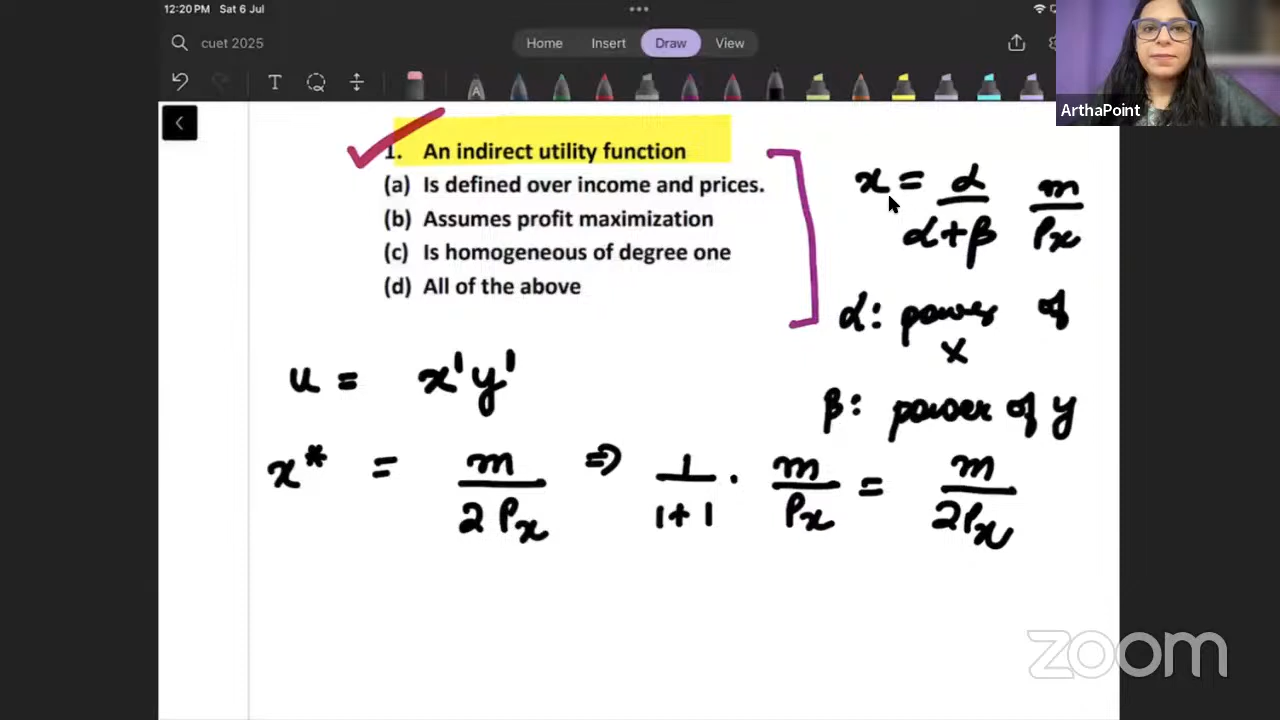 12:20 PM Sat 6 Jul
cuet 2025
Home Insert Draw View
ArthaPoint
1. An indirect utility function
(a) Is defined over income and prices.
(b) Assumes profit maximization
(c) Is homogeneous of degree one
(d) All of the above
x = α/(α+β) m/Px
α: power of x
β: power of y
u = x¹y¹
x* = m/2Px ⇒ 1/(1+1) · m/Px = m/2Px
zoom